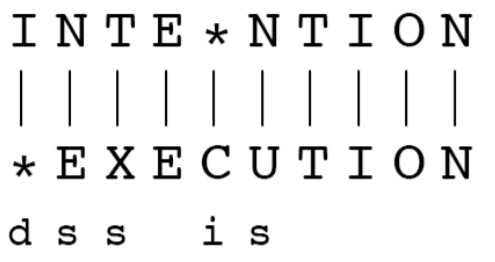 I N T E * N T I O N
| | | | | | | | | |
* E X E C U T I O N
d s s i s